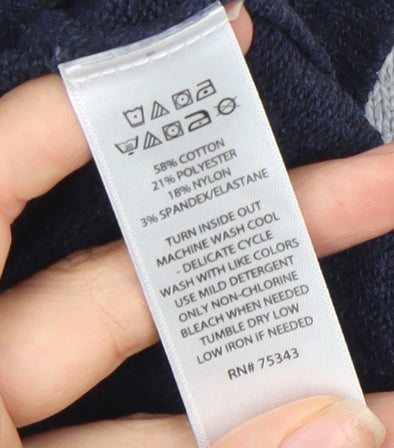 58% COTTON
21% POLYESTER
18% NYLON
3% SPANDEX/ELASTANE
TURN INSIDE OUT
MACHINE WASH COOL
- DELICATE CYCLE
WASH WITH LIKE COLORS
USE MILD DETERGENT
ONLY NON-CHLORINE
BLEACH WHEN NEEDED
TUMBLE DRY LOW
LOW IRON IF NEEDED
RN# 75343